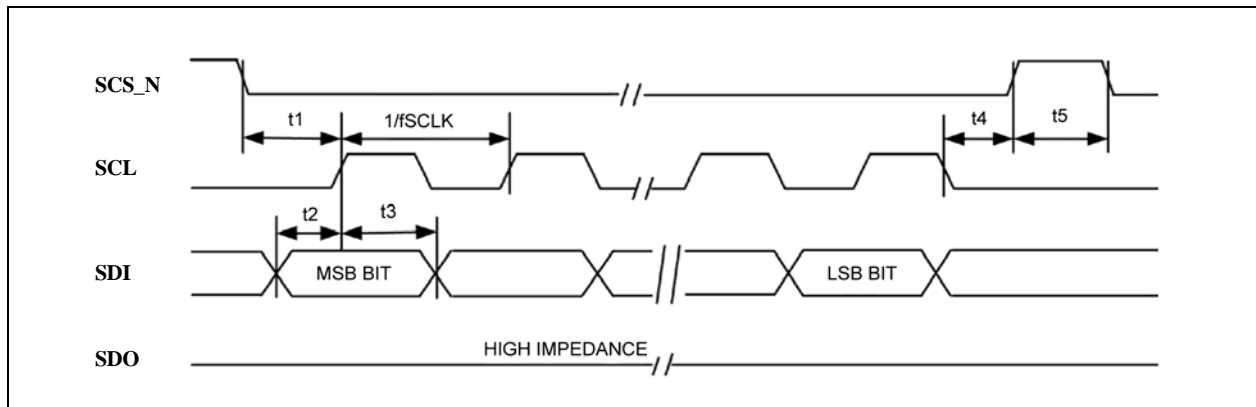 SCS_N
t1
1/fSCLK
t4
t5
SCL
t2
t3
SDI
MSB BIT
LSB BIT
SDO
HIGH IMPEDANCE